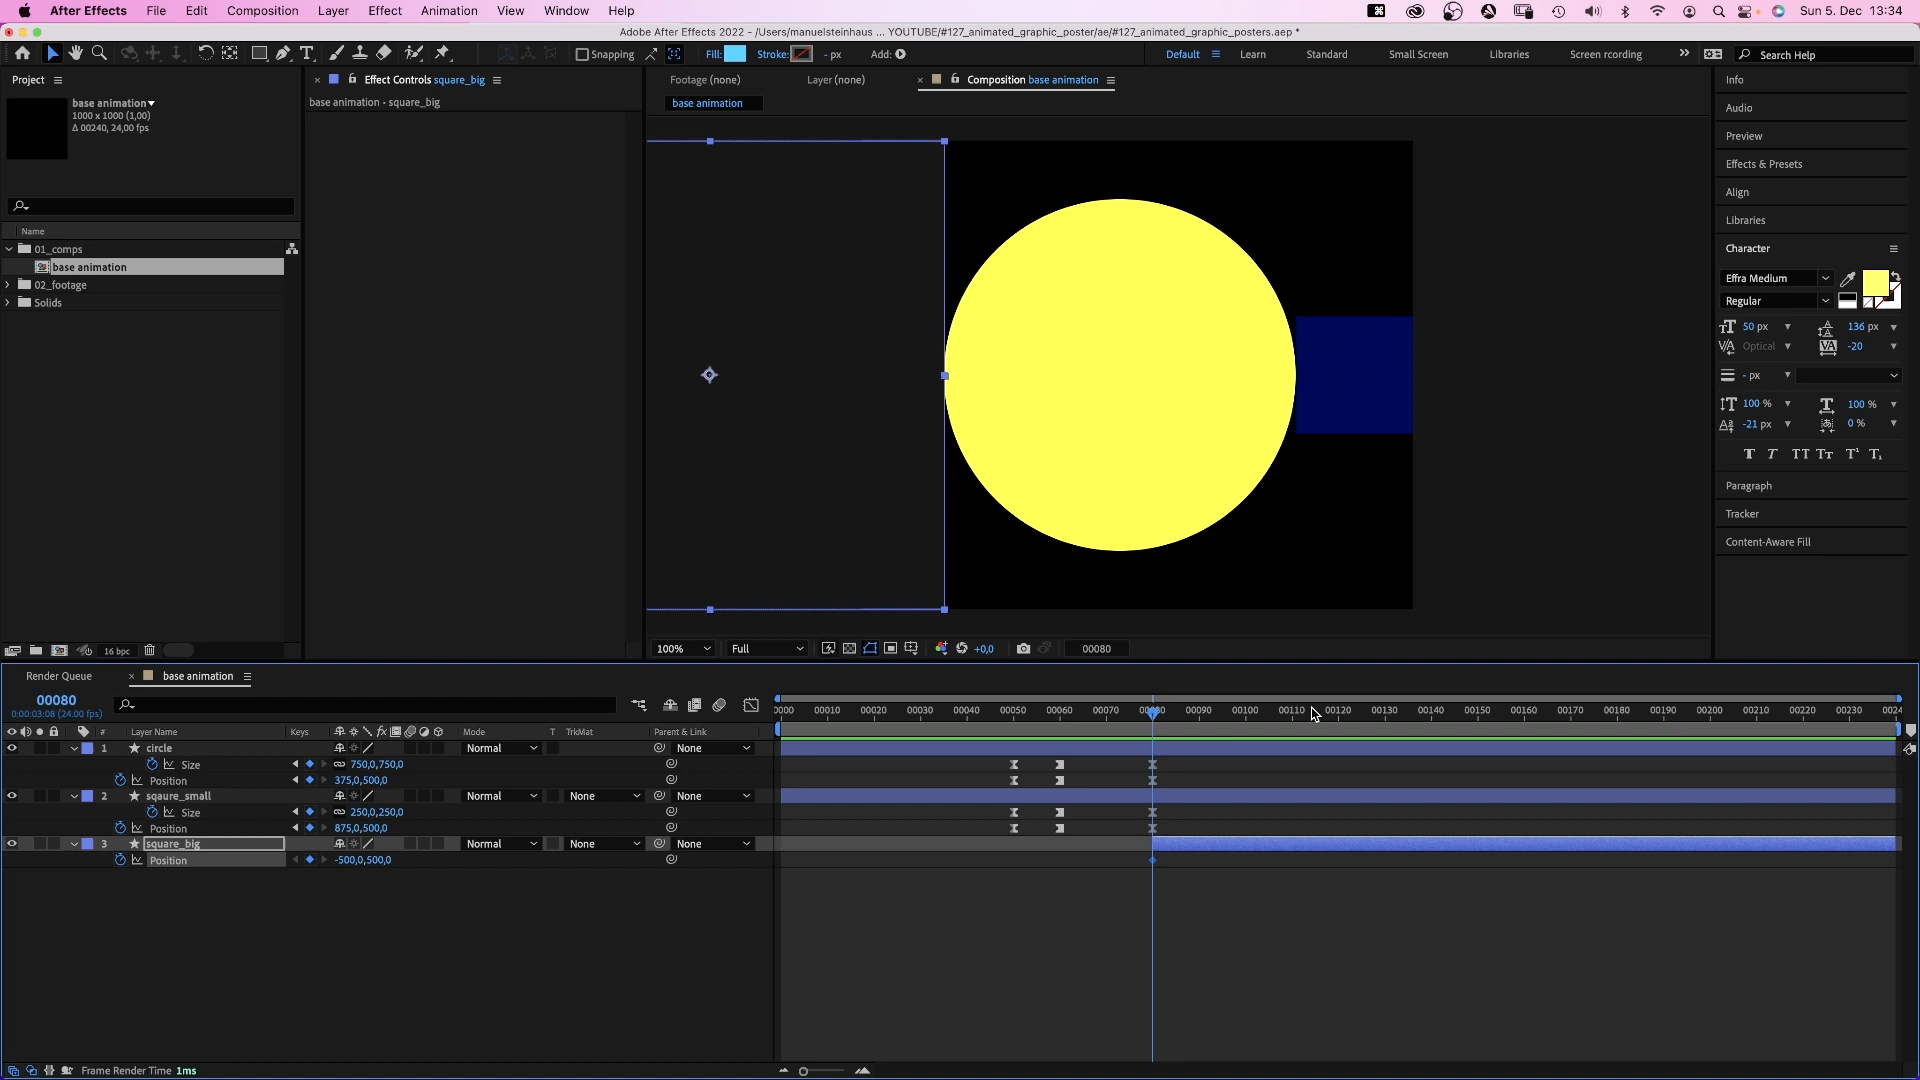 After Effects File Edit Composition Layer Effect Animation View Window Help Sun 5. Dec 13:34
Adobe After Effects 2022 - /Users/manuelsteinhaus ... YOUTUBE/#127_animated_graphic_poster/ae/#127_animated_graphic_posters.aep *
Snapping Fill: Stroke: - px Add: Default Learn Standard Small Screen Libraries Screen recording Search Help
Project Effect Controls square_big Footage (none) Layer (none) Composition base animation Info
base animation 1000 x 1000 (1,00) Δ 00240, 24,00 fps
base animation • square_big
base animation
Audio
Preview
Effects & Presets
Align
Libraries
Character
Name
01_comps
base animation
02_footage
Solids
Effra Medium
Regular
50 px 136 px
Optical -20
- px
100 % 100 %
-21 px 0 %
Paragraph
Tracker
Content-Aware Fill
16 bpc
100% Full +0,0 00080
Render Queue base animation
00080
0:00:03:08 (24.00 fps)
00010 00020 00030 00040 00050 00060 00070 00090 00100 00110 00120 00130 00140 00150 00160 00170 00180 00190 00200 00210 00220 00230
# Layer Name Keys Mode T TrkMat Parent & Link
1 circle Normal None
Size 750,0,750,0
Position 375,0,500,0
2 sqaure_small Normal None None
Size 250,0,250,0
Position 875,0,500,0
3 square_big Normal None None
Position -500,0,500,0
Frame Render Time 1ms